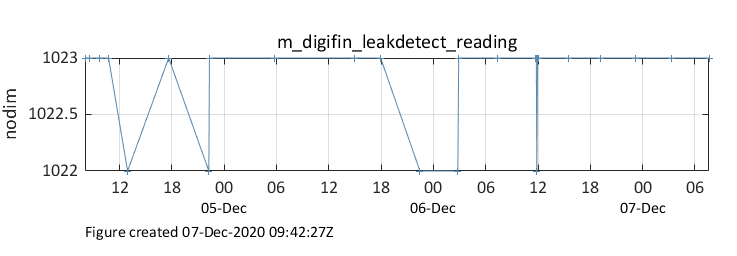 m_digifin_leakdetect_reading
nodim
1023
1022.5
1022
12 18 00 06 12 18 00 06 12 18 00 06
05-Dec 06-Dec 07-Dec
Figure created 07-Dec-2020 09:42:27Z